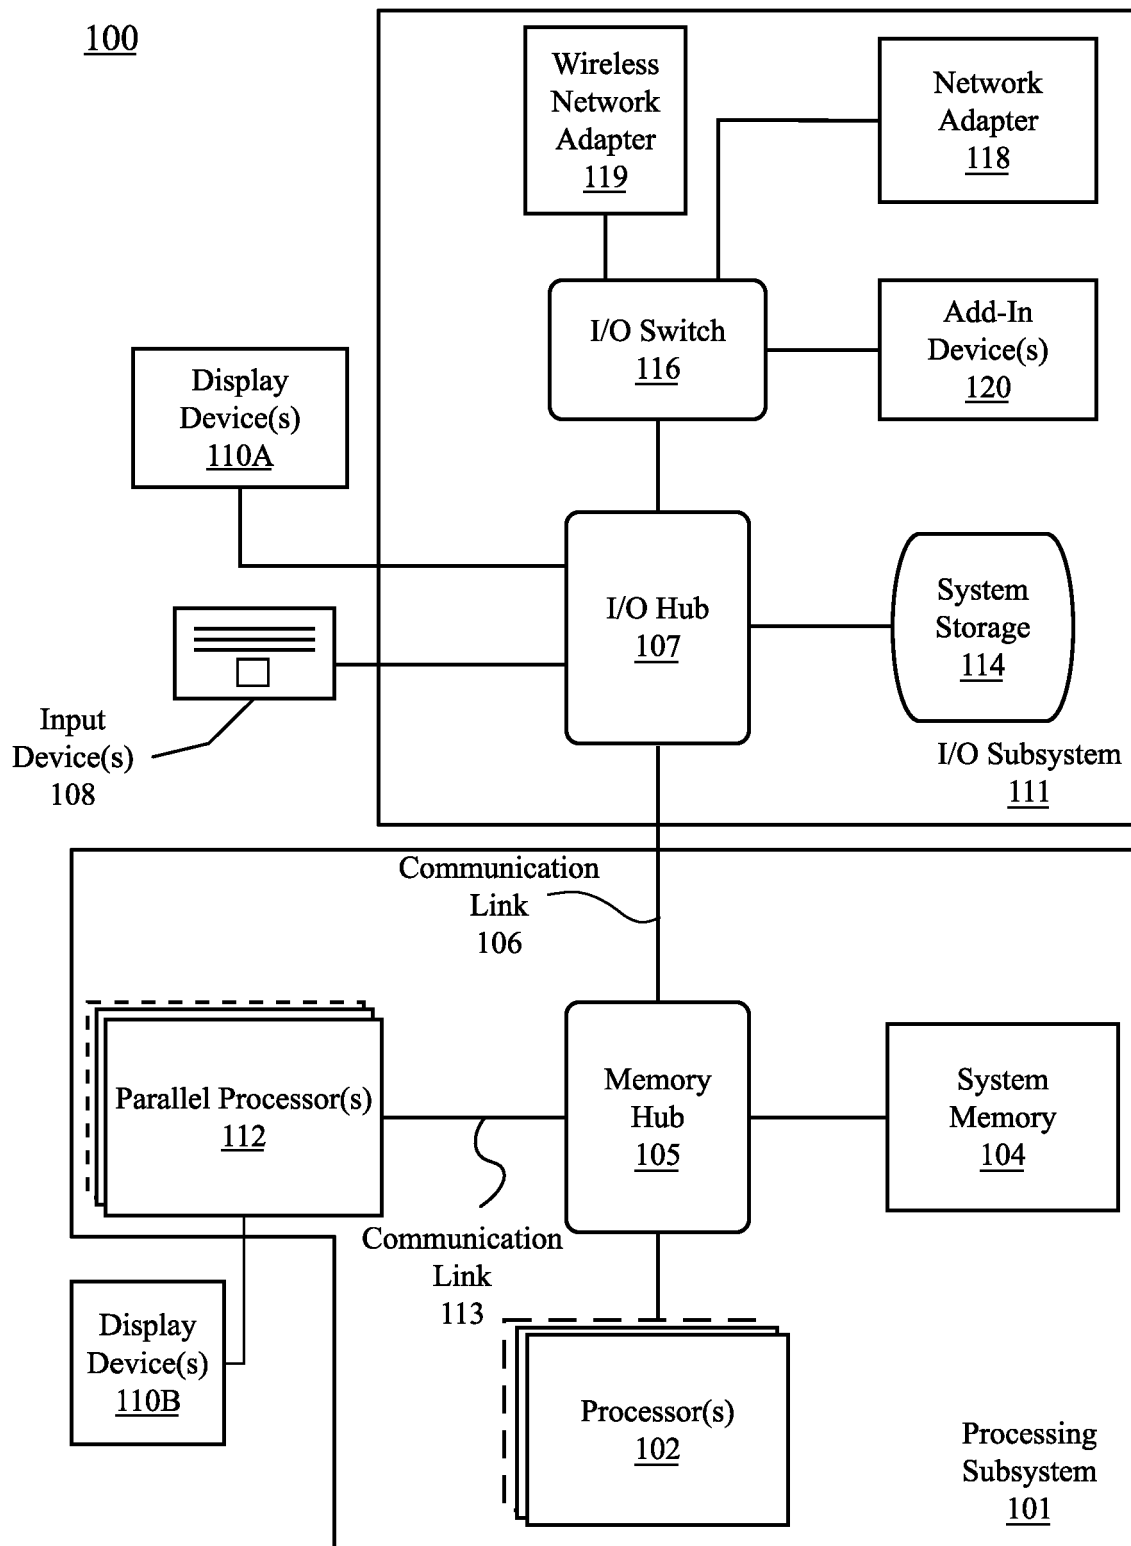 100
Wireless
Network
Adapter
119
Network
Adapter
118
I/O Switch
116
Add-In
Device(s)
120
Display
Device(s)
110A
I/O Hub
107
System
Storage
114
Input
Device(s)
108
I/O Subsystem
111
Communication
Link
106
Parallel Processor(s)
112
Memory
Hub
105
System
Memory
104
Communication
Link
113
Display
Device(s)
110B
Processor(s)
102
Processing
Subsystem
101